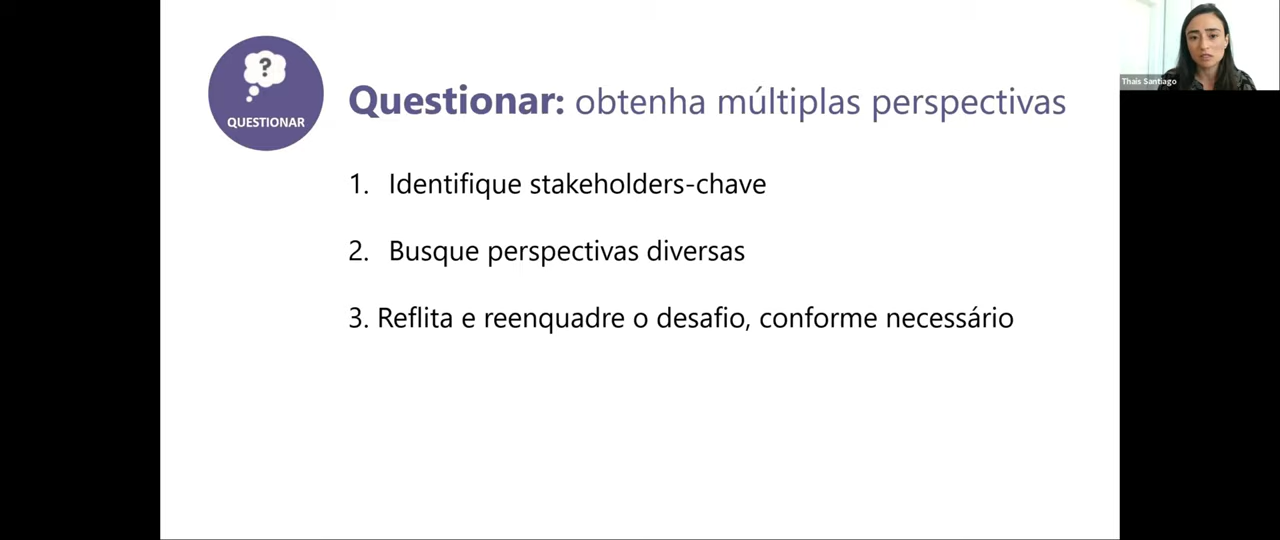 ?
QUESTIONAR
Questionar: obtenha múltiplas perspectivas
Thais Santiago
1. Identifique stakeholders-chave
2. Busque perspectivas diversas
3. Reflita e reenquadre o desafio, conforme necessário